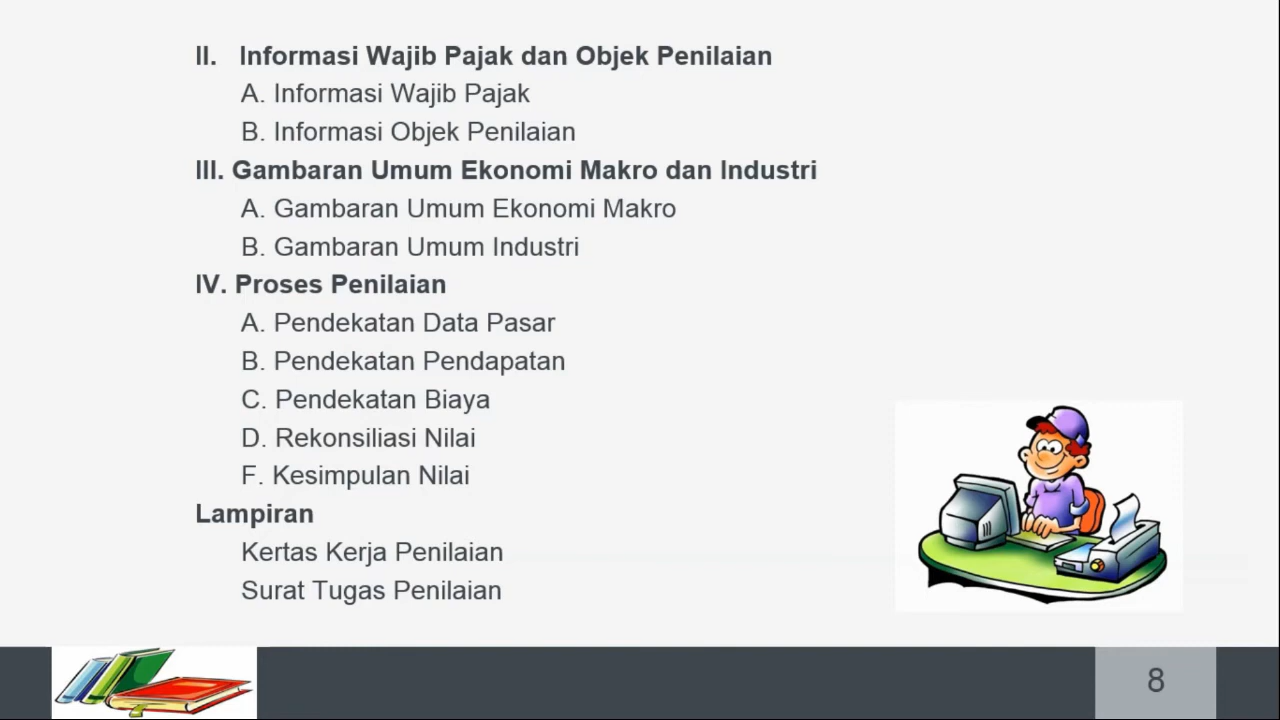 II. Informasi Wajib Pajak dan Objek Penilaian
A. Informasi Wajib Pajak
B. Informasi Objek Penilaian
III. Gambaran Umum Ekonomi Makro dan Industri
A. Gambaran Umum Ekonomi Makro
B. Gambaran Umum Industri
IV. Proses Penilaian
A. Pendekatan Data Pasar
B. Pendekatan Pendapatan
C. Pendekatan Biaya
D. Rekonsiliasi Nilai
F. Kesimpulan Nilai
Lampiran
Kertas Kerja Penilaian
Surat Tugas Penilaian
8